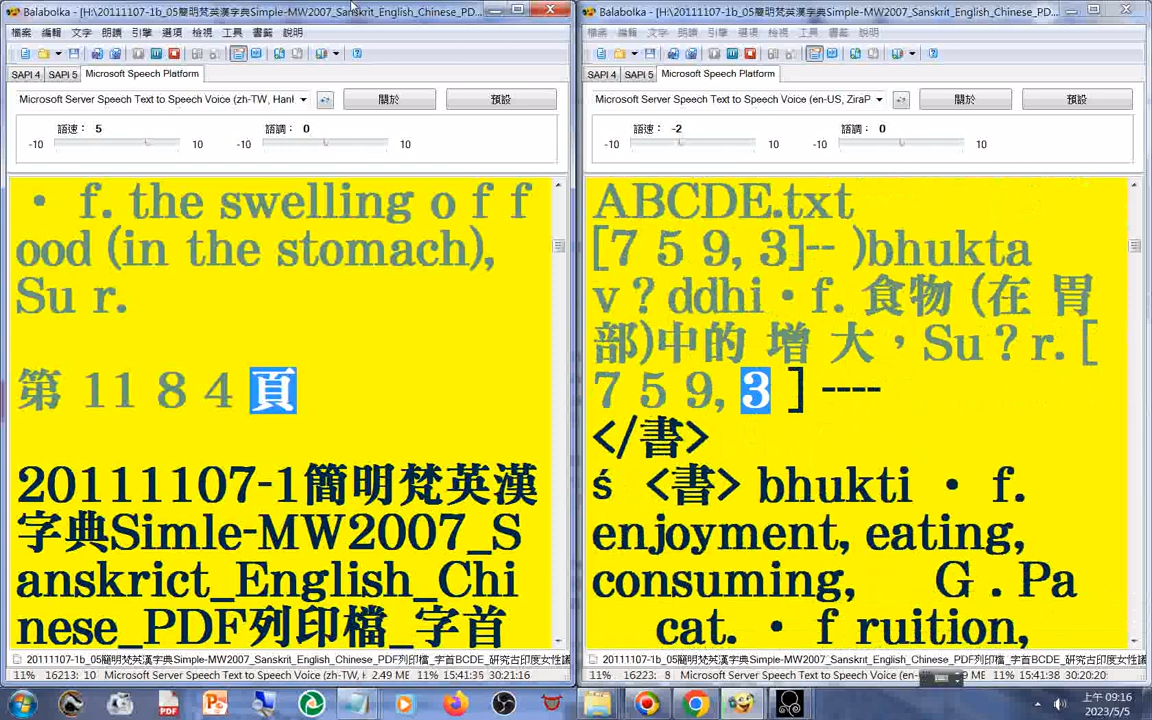 Balabolka - [H:\20111107-1b_05簡明梵英漢字典Simple-MW2007_Sanskrit_English_Chinese_PD...
檔案 編輯 文字 朗讀 引擎 選項 檢視 工具 書籤 說明
SAPI 4 SAPI 5 Microsoft Speech Platform
Microsoft Server Speech Text to Speech Voice (zh-TW, HanH
關於 預設
語速： 5 語調： 0
-10 10 -10 10
• f. the swelling o f f
ood (in the stomach),
Su r.
第 11 8 4 頁
20111107-1簡明梵英漢
字典Simle-MW2007_S
anskrict_English_Chi
nese_PDF列印檔_字首
20111107-1b_05簡明梵英漢字典Simple-MW2007_Sanskrit_English_Chinese_PDF列印檔_字首BCDE_研究古印度女性議
11% 16213: 10 Microsoft Server Speech Text to Speech Voice (zh-TW, H 2.49 MB 11% 15:41:35 30:21:16
Balabolka - [H:\20111107-1b_05簡明梵英漢字典Simple-MW2007_Sanskrit_English_Chinese_PD...
檔案 編輯 文字 朗讀 引擎 選項 檢視 工具 書籤 說明
SAPI 4 SAPI 5 Microsoft Speech Platform
Microsoft Server Speech Text to Speech Voice (en-US, ZiraP
關於 預設
語速： -2 語調： 0
-10 10 -10 10
ABCDE.txt
[7 5 9, 3]-- )bhukta
v ? ddhi • f. 食物 (在 胃
部)中的 增 大，Su ? r. [
7 5 9, 3 ] ----
</書>
ś <書> bhukti • f.
enjoyment, eating,
consuming, G . Pa
cat. • f ruition,
20111107-1b_05簡明梵英漢字典Simple-MW2007_Sanskrit_English_Chinese_PDF列印檔_字首BCDE_研究古印度女性議
11% 16223: 8 Microsoft Server Speech Text to Speech Voice (en-U 11% 15:41:38 30:20:20
上午 09:16
2023/5/5